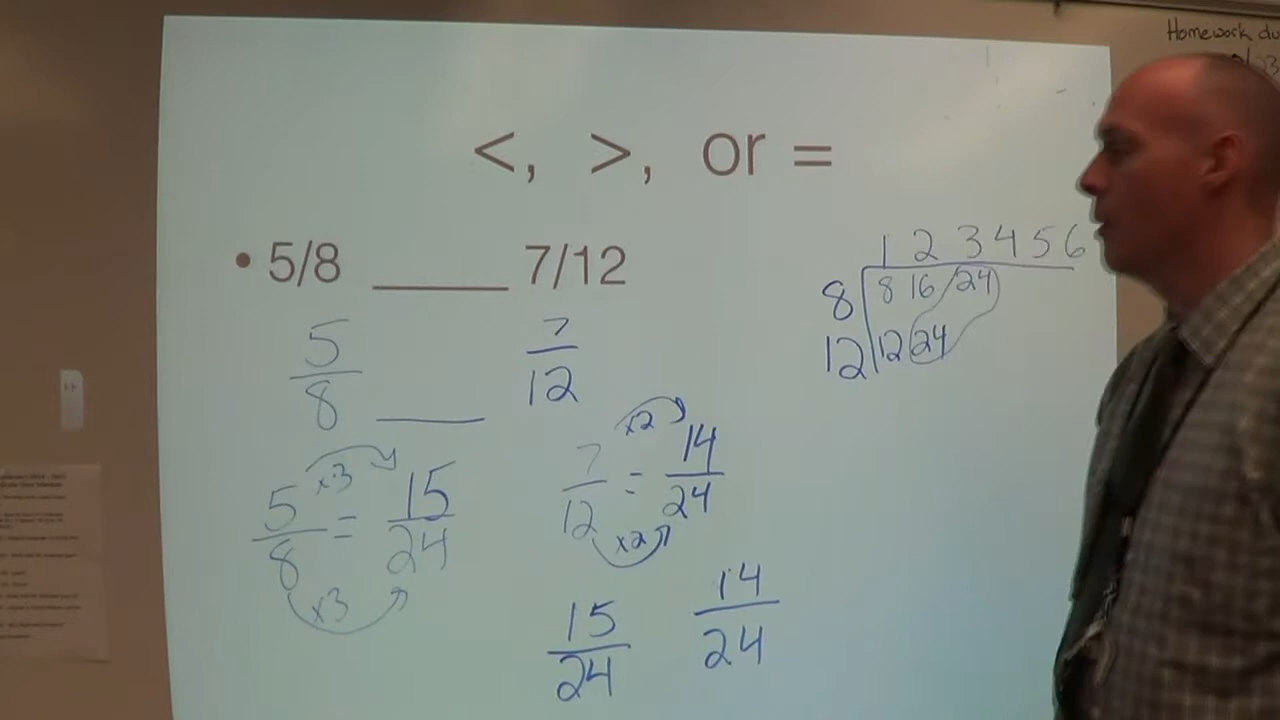 Homework du
<, >, or =
• 5/8 _____ 7/12
1 2 3 4 5 6
8 8 16 24
12 12 24
5/8 ____ 7/12
x3
5/8 = 15/24
x3
x2
7/12 = 14/24
x2
15/24 14/24